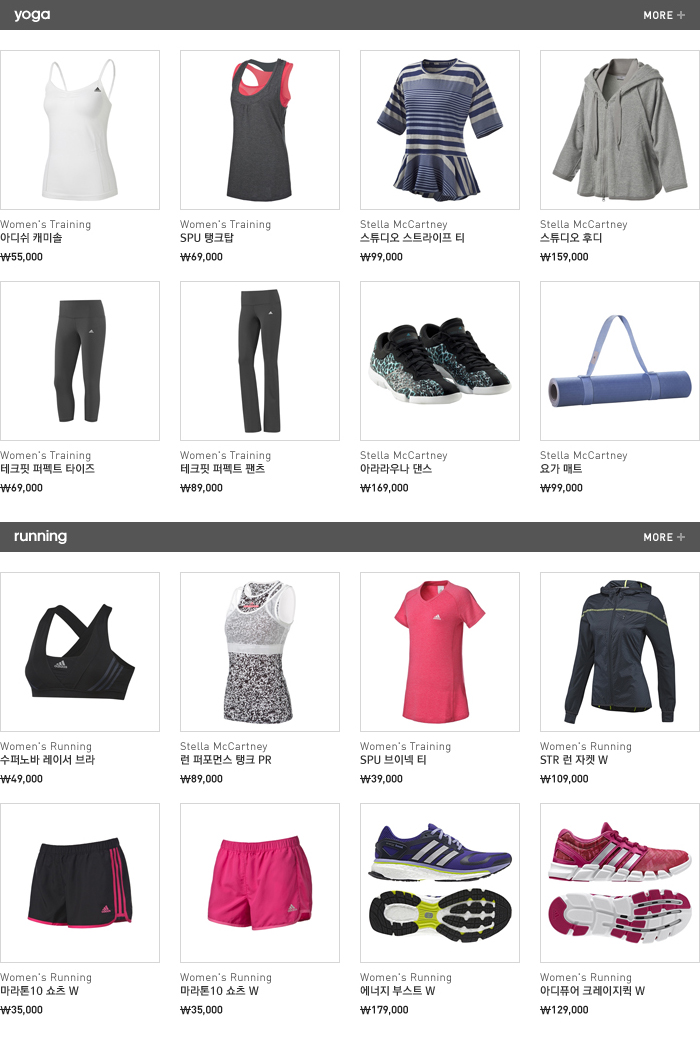 yoga
MORE +
Women's Training
아디쉬 캐미솔
₩55,000
Women's Training
SPU 탱크탑
₩69,000
Stella McCartney
스튜디오 스트라이프 티
₩99,000
Stella McCartney
스튜디오 후디
₩159,000
Women's Training
테크핏 퍼펙트 타이즈
₩69,000
Women's Training
테크핏 퍼펙트 팬츠
₩89,000
Stella McCartney
아라라우나 댄스
₩169,000
Stella McCartney
요가 매트
₩99,000
running
MORE +
Women's Running
수퍼노바 레이서 브라
₩49,000
Stella McCartney
런 퍼포먼스 탱크 PR
₩89,000
Women's Training
SPU 브이넥 티
₩39,000
Women's Running
STR 런 자켓 W
₩109,000
Women's Running
마라톤10 쇼츠 W
₩35,000
Women's Running
마라톤10 쇼츠 W
₩35,000
Women's Running
에너지 부스트 W
₩179,000
Women's Running
아디퓨어 크레이지퀵 W
₩129,000